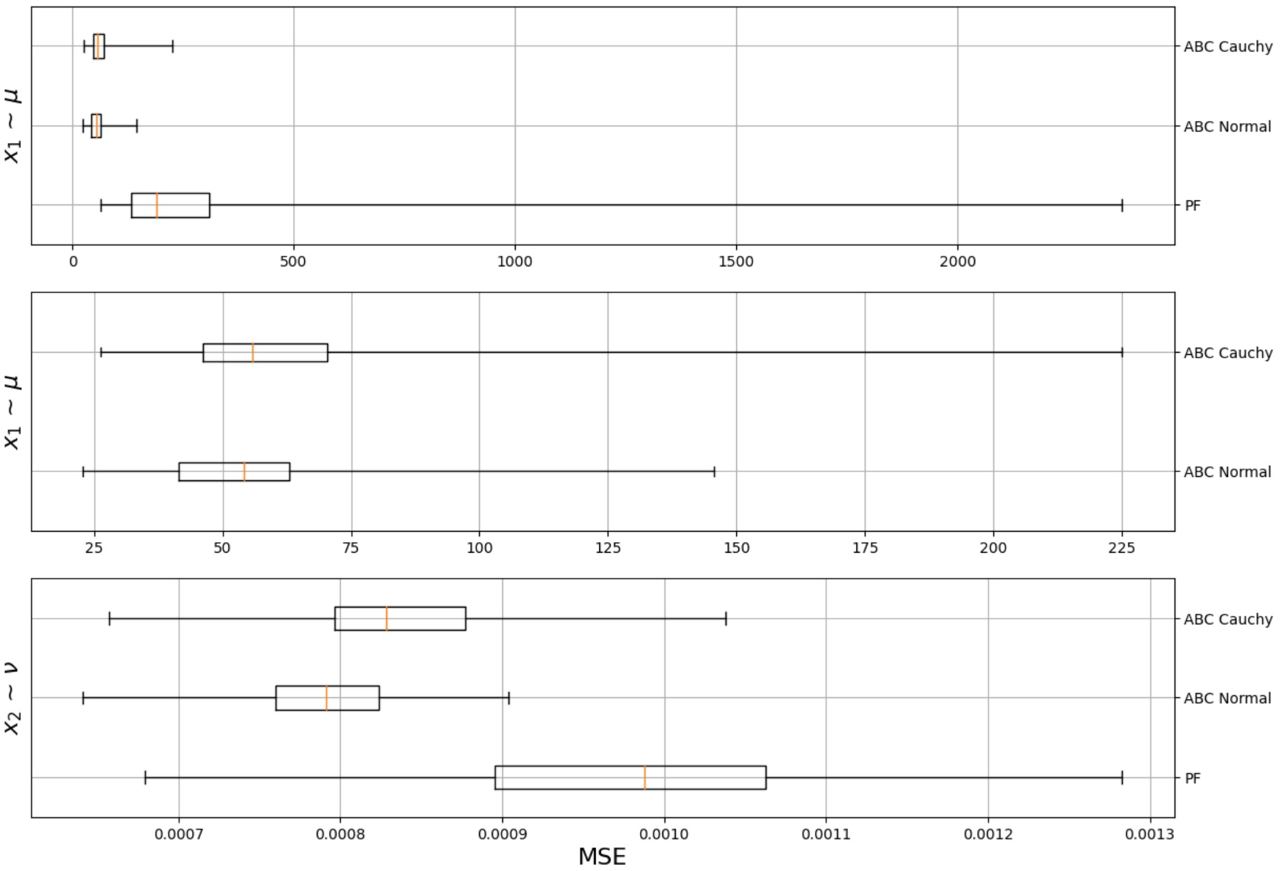 x₁ ~ μ
ABC Cauchy
ABC Normal
PF
0 500 1000 1500 2000
x₁ ~ μ
ABC Cauchy
ABC Normal
25 50 75 100 125 150 175 200 225
x₂ ~ ν
ABC Cauchy
ABC Normal
PF
0.0007 0.0008 0.0009 0.0010 0.0011 0.0012 0.0013
MSE